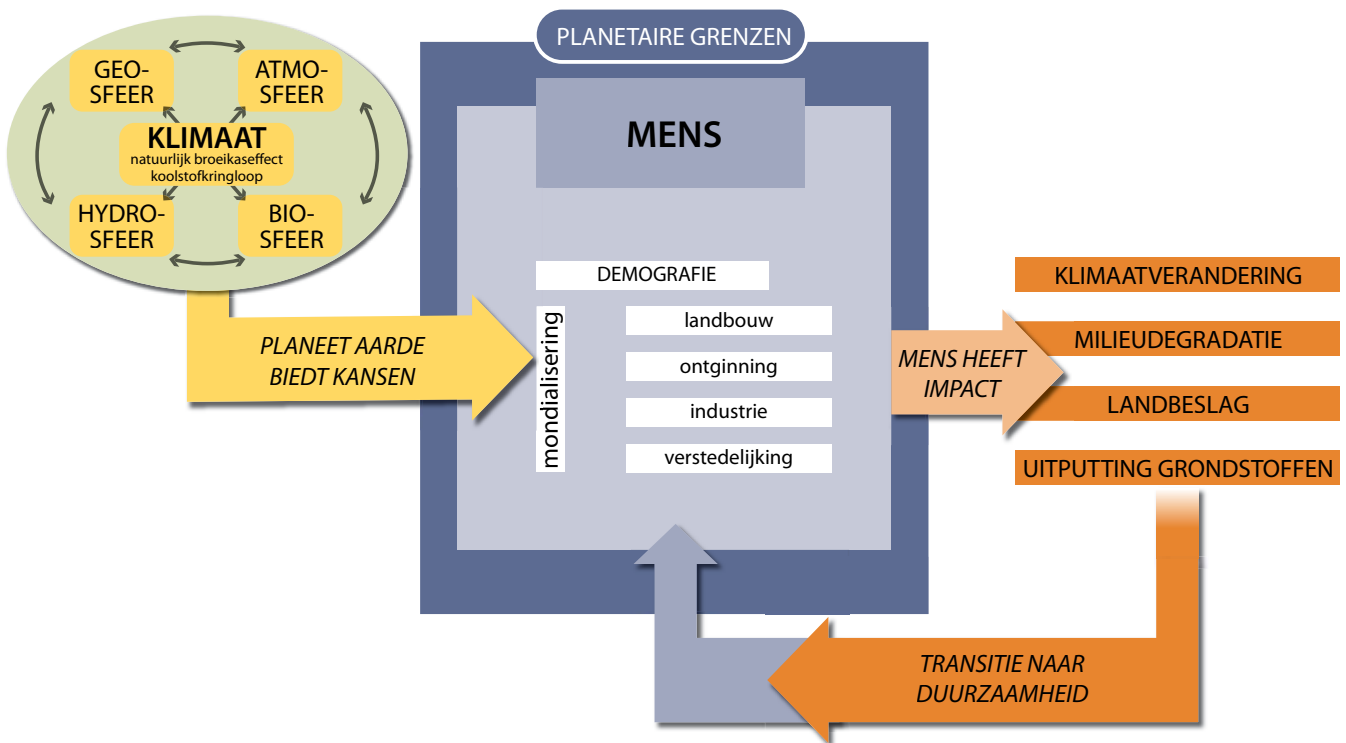 PLANETAIRE GRENZEN
GEO-
SFEER
ATMO-
SFEER
KLIMAAT
natuurlijk broeikaseffect
koolstofkringloop
HYDRO-
SFEER
BIO-
SFEER
MENS
DEMOGRAFIE
mondialisering
landbouw
ontginning
industrie
verstedelijking
PLANEET AARDE
BIEDT KANSEN
MENS HEEFT
IMPACT
KLIMAATVERANDERING
MILIEUDEGRADATIE
LANDBESLAG
UITPUTTING GRONDSTOFFEN
TRANSITIE NAAR
DUURZAAMHEID